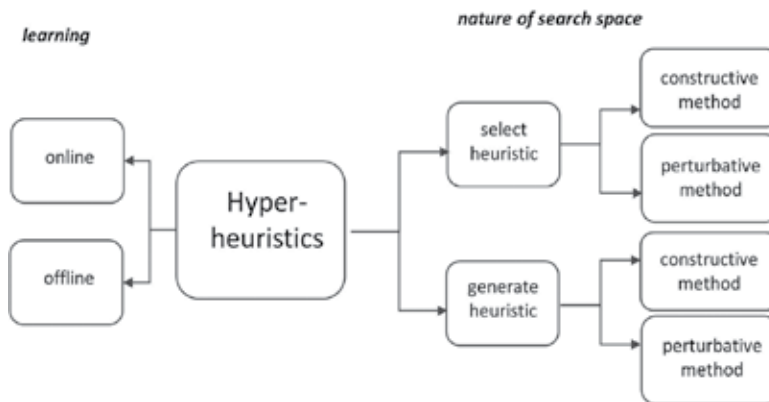 learning
nature of search space
online
offline
Hyper-
heuristics
select
heuristic
generate
heuristic
constructive
method
perturbative
method
constructive
method
perturbative
method